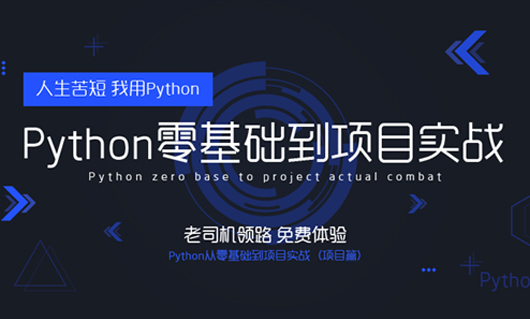 人生苦短 我用Python
Python零基础到项目实战
Python zero base to project actual combat
老司机领路 免费体验
Python从零基础到项目实战（项目篇）
Python